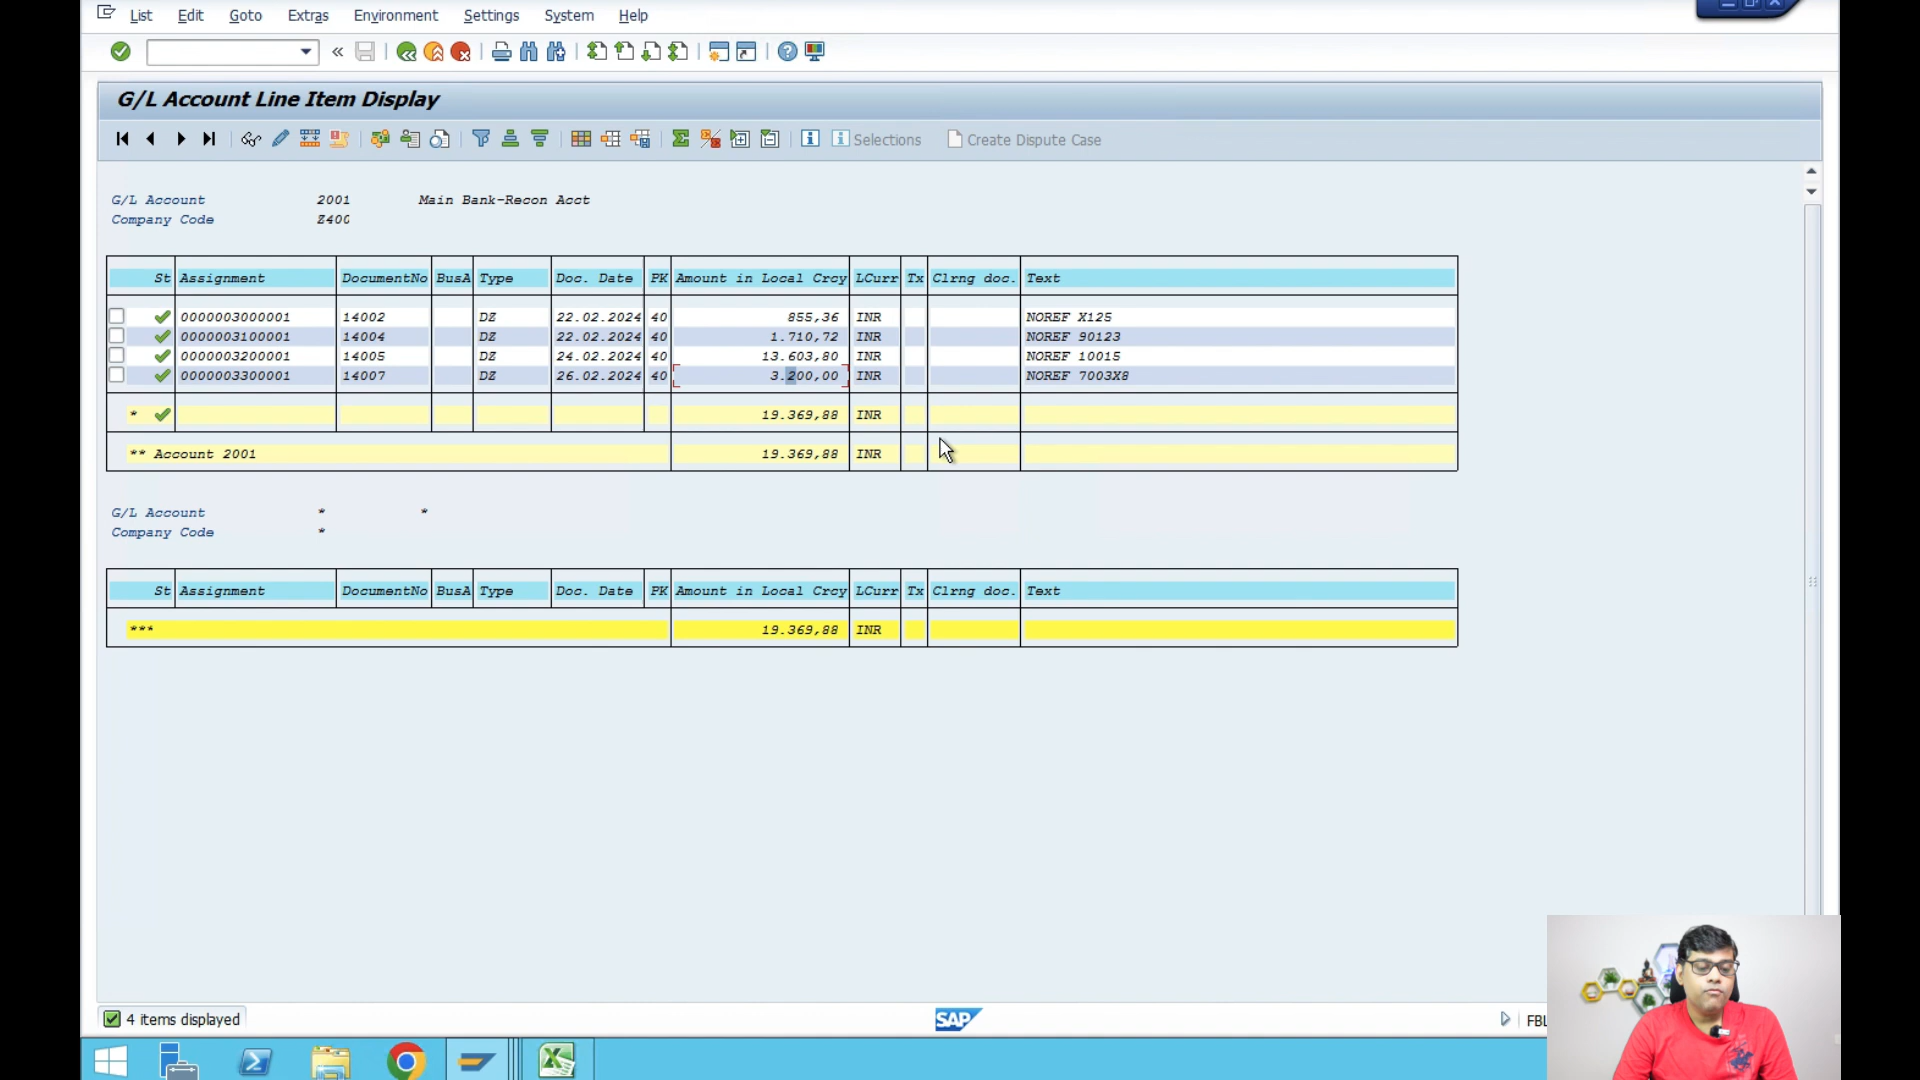 List Edit Goto Extras Environment Settings System Help
G/L Account Line Item Display
Selections Create Dispute Case
G/L Account 2001 Main Bank-Recon Acct
Company Code Z400
St Assignment DocumentNo BusA Type Doc. Date PK Amount in Local Crcy LCurr Tx Clrng doc. Text
0000003000001 14002 DZ 22.02.2024 40 855,36 INR NOREF X125
0000003100001 14004 DZ 22.02.2024 40 1.710,72 INR NOREF 90123
0000003200001 14005 DZ 24.02.2024 40 13.603,80 INR NOREF 10015
0000003300001 14007 DZ 26.02.2024 40 3.200,00 INR NOREF 7003X8
* 19.369,88 INR
** Account 2001 19.369,88 INR
G/L Account * *
Company Code *
St Assignment DocumentNo BusA Type Doc. Date PK Amount in Local Crcy LCurr Tx Clrng doc. Text
*** 19.369,88 INR
4 items displayed
SAP
FBL